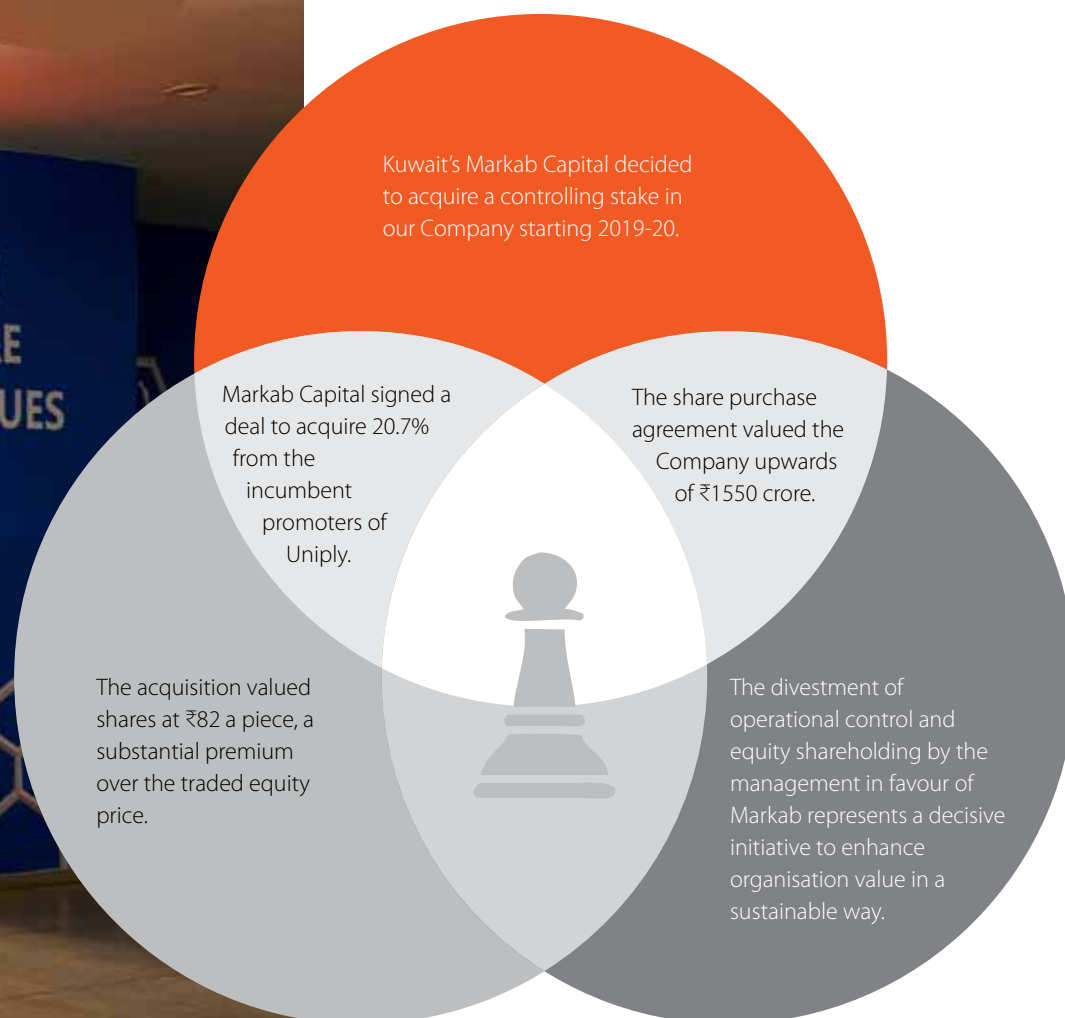 UES
Kuwait’s Markab Capital decided
to acquire a controlling stake in
our Company starting 2019-20.
Markab Capital signed a
deal to acquire 20.7%
from the
incumbent
promoters of
Uniply.
The share purchase
agreement valued the
Company upwards
of ₹1550 crore.
The acquisition valued
shares at ₹82 a piece, a
substantial premium
over the traded equity
price.
The divestment of
operational control and
equity shareholding by the
management in favour of
Markab represents a decisive
initiative to enhance
organisation value in a
sustainable way.